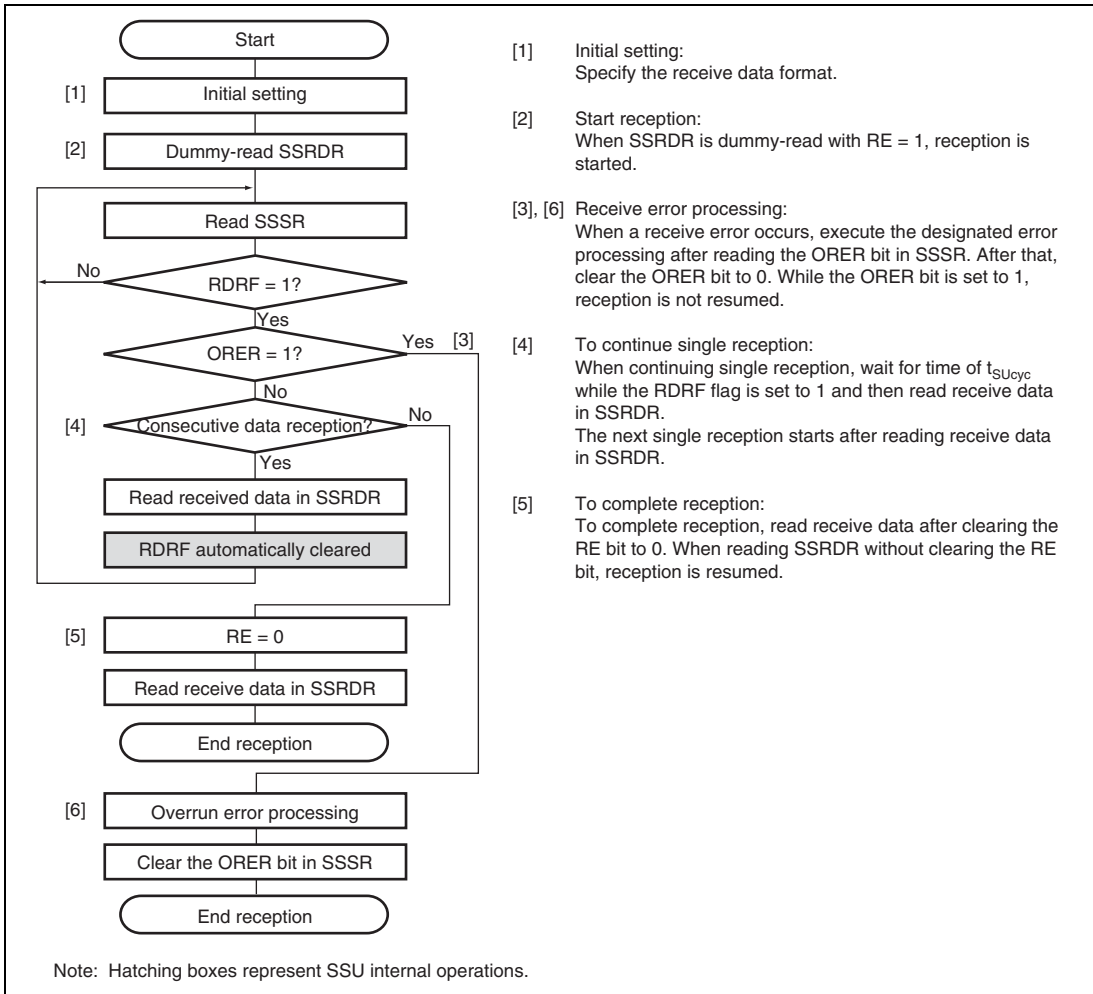 Start
[1] Initial setting
[2] Dummy-read SSRDR
Read SSSR
No
RDRF = 1?
Yes
ORER = 1?
Yes [3]
No
[4] Consecutive data reception?
No
Yes
Read received data in SSRDR
RDRF automatically cleared
[5] RE = 0
Read receive data in SSRDR
End reception
[6] Overrun error processing
Clear the ORER bit in SSSR
End reception
[1] Initial setting:
Specify the receive data format.
[2] Start reception:
When SSRDR is dummy-read with RE = 1, reception is
started.
[3], [6] Receive error processing:
When a receive error occurs, execute the designated error
processing after reading the ORER bit in SSSR. After that,
clear the ORER bit to 0. While the ORER bit is set to 1,
reception is not resumed.
[4] To continue single reception:
When continuing single reception, wait for time of tSUcyc
while the RDRF flag is set to 1 and then read receive data
in SSRDR.
The next single reception starts after reading receive data
in SSRDR.
[5] To complete reception:
To complete reception, read receive data after clearing the
RE bit to 0. When reading SSRDR without clearing the RE
bit, reception is resumed.
Note: Hatching boxes represent SSU internal operations.